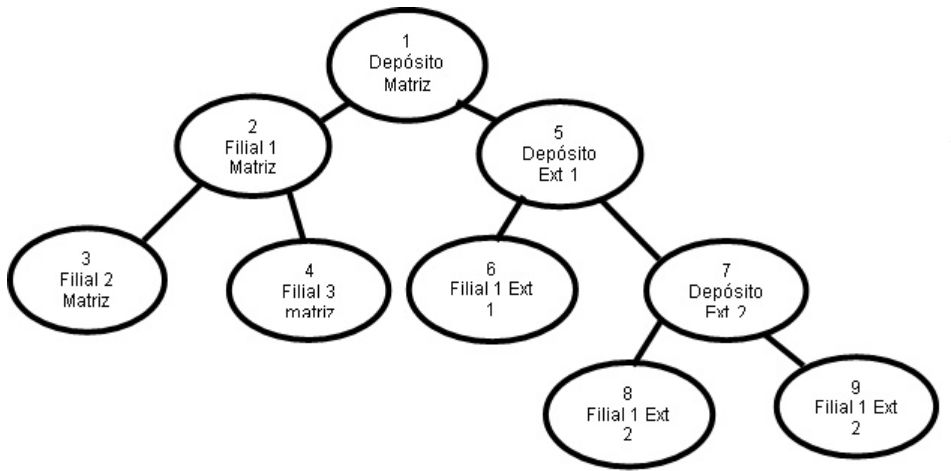 1
Depósito
Matriz
2
Filial 1
Matriz
5
Depósito
Ext 1
3
Filial 2
Matriz
4
Filial 3
matriz
6
Filial 1 Ext
1
7
Depósito
Ext 2
8
Filial 1 Ext
2
9
Filial 1 Ext
2